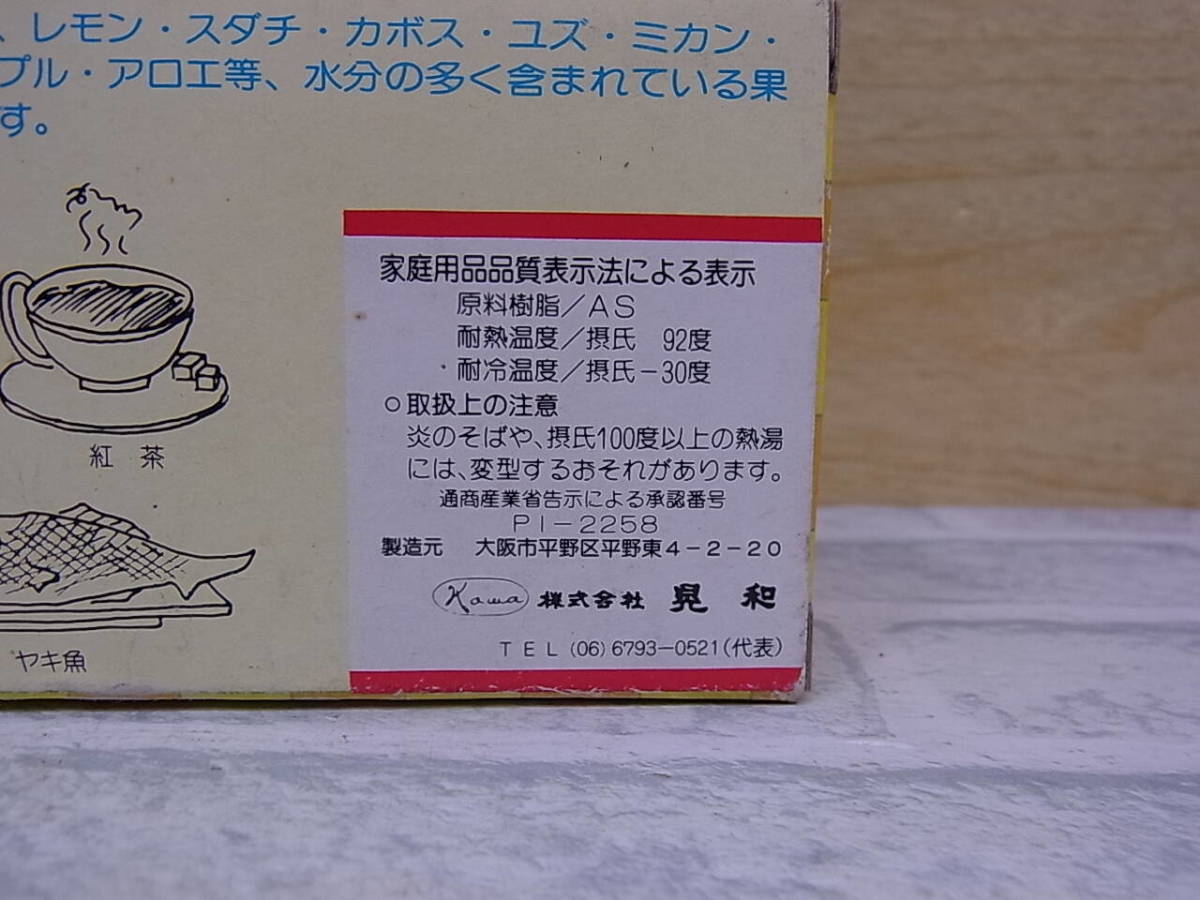 、レモン・スダチ・カボス・ユズ・ミカン・
プル・アロエ等、水分の多く含まれている果
す。
紅茶
ヤキ魚
家庭用品品質表示法による表示
原料樹脂/AS
耐熱温度/摂氏 92度
・耐冷温度/摂氏－30度
○取扱上の注意
炎のそばや、摂氏100度以上の熱湯
には、変型するおそれがあります。
通商産業省告示による承認番号
PI－2258
製造元 大阪市平野区平野東4－2－20
Kowa 株式会社 晃和
TEL (06) 6793－0521(代表)